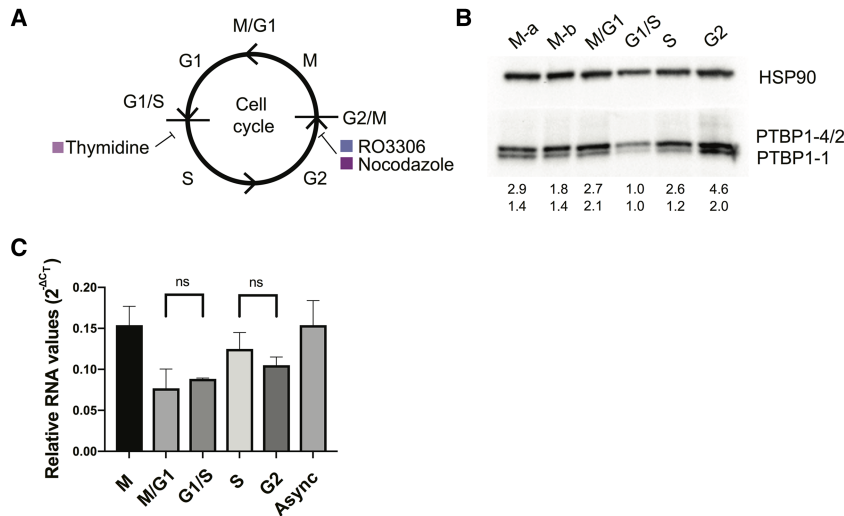 A
M/G1
G1
M
G1/S
Cell
cycle
G2/M
Thymidine
RO3306
Nocodazole
S
G2
B
M-a M-b M/G1 G1/S S G2
HSP90
PTBP1-4/2
PTBP1-1
2.9 1.8 2.7 1.0 2.6 4.6
1.4 1.4 2.1 1.0 1.2 2.0
C
Relative RNA values (2^-ΔCT)
ns ns
0.20
0.15
0.10
0.05
0.00
M M/G1 G1/S S G2 Async